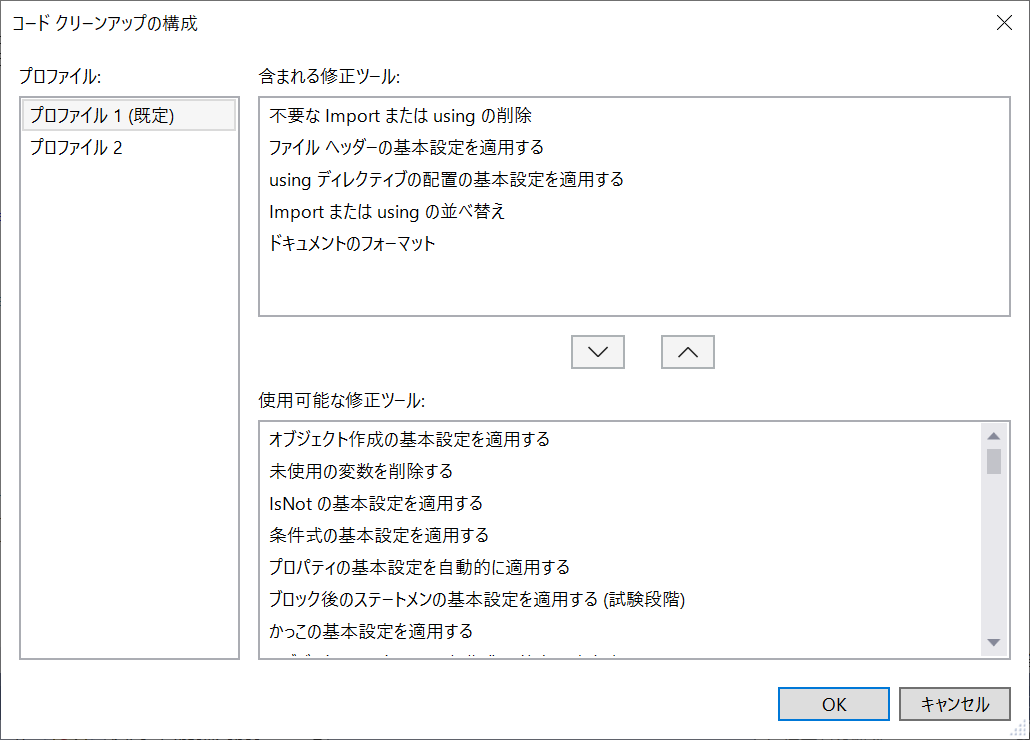 コード クリーンアップの構成
プロファイル:
プロファイル 1 (既定)
プロファイル 2
含まれる修正ツール:
不要な Import または using の削除
ファイル ヘッダーの基本設定を適用する
using ディレクティブの配置の基本設定を適用する
Import または using の並べ替え
ドキュメントのフォーマット
使用可能な修正ツール:
オブジェクト作成の基本設定を適用する
未使用の変数を削除する
IsNot の基本設定を適用する
条件式の基本設定を適用する
プロパティの基本設定を自動的に適用する
ブロック後のステートメンの基本設定を適用する (試験段階)
かっこの基本設定を適用する
OK
キャンセル